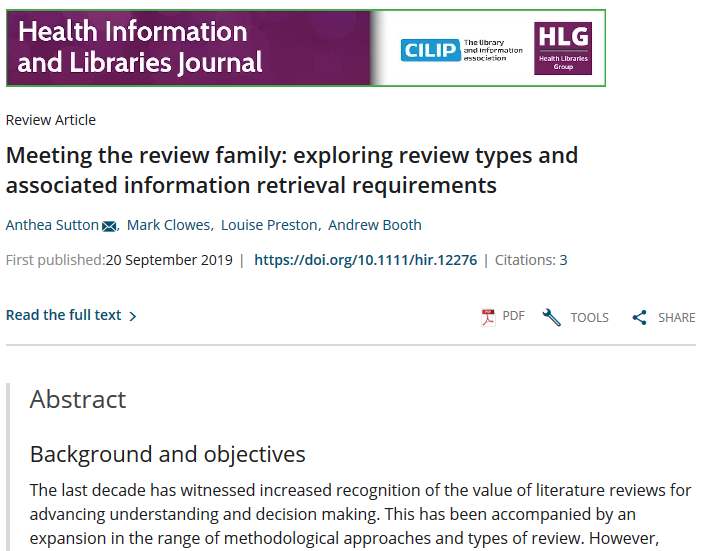 Health Information
and Libraries Journal
CILIP
The library
and information
association
HLG
Health Libraries
Group
Review Article
Meeting the review family: exploring review types and
associated information retrieval requirements
Anthea Sutton, Mark Clowes, Louise Preston, Andrew Booth
First published:20 September 2019 | https://doi.org/10.1111/hir.12276 | Citations: 3
Read the full text >
PDF TOOLS SHARE
Abstract
Background and objectives
The last decade has witnessed increased recognition of the value of literature reviews for
advancing understanding and decision making. This has been accompanied by an
expansion in the range of methodological approaches and types of review. However,